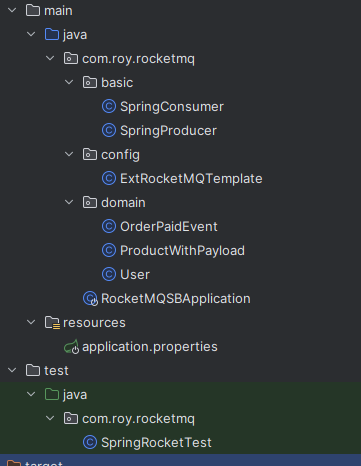 main
java
com.roy.rocketmq
basic
SpringConsumer
SpringProducer
config
ExtRocketMQTemplate
domain
OrderPaidEvent
ProductWithPayload
User
RocketMQSBApplication
resources
application.properties
test
java
com.roy.rocketmq
SpringRocketTest
target